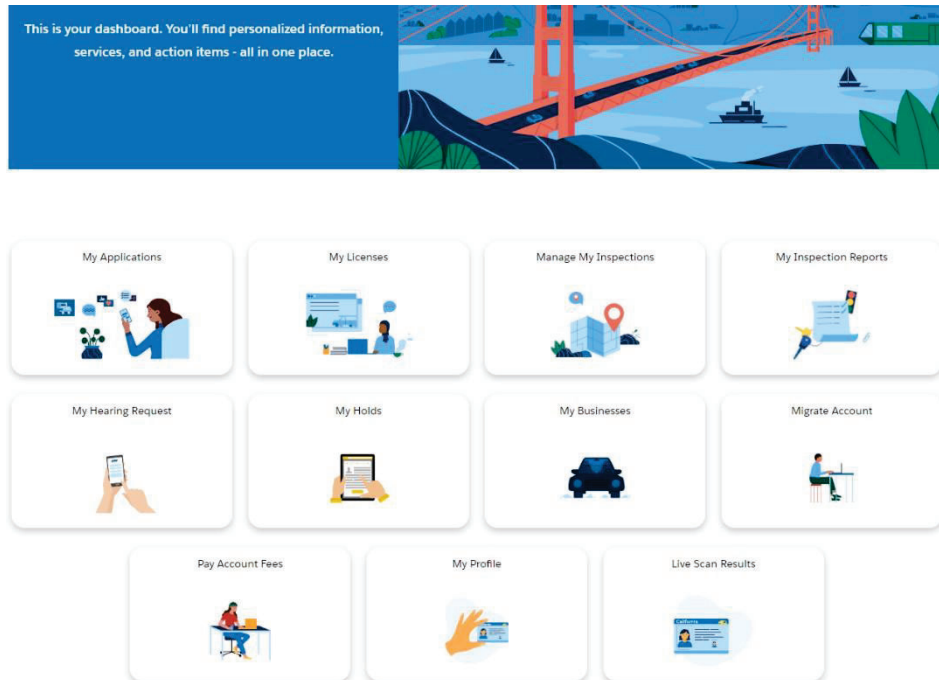 This is your dashboard. You'll find personalized information,
services, and action items - all in one place.
My Applications
My Licenses
Manage My Inspections
My Inspection Reports
My Hearing Request
My Holds
My Businesses
Migrate Account
Pay Account Fees
My Profile
Live Scan Results
California